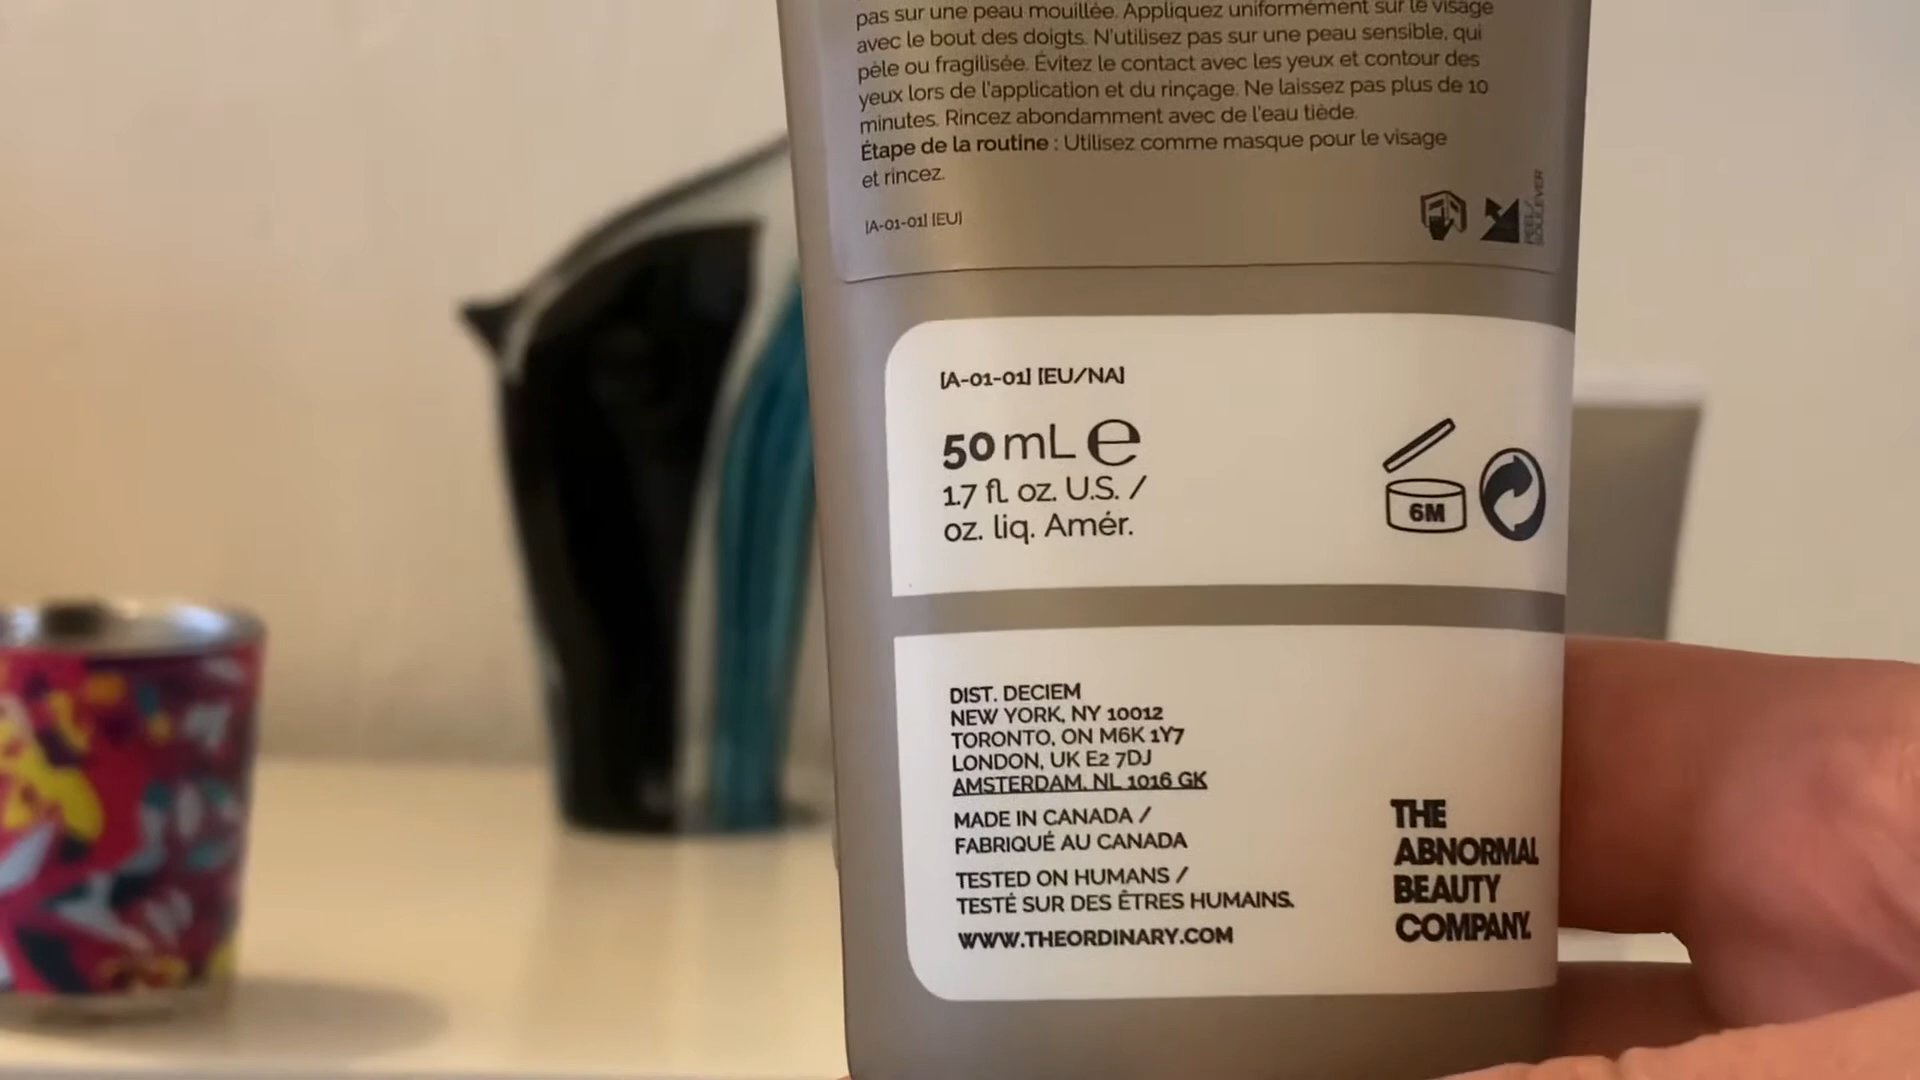 pas sur une peau mouillée. Appliquez uniformément sur le visage
avec le bout des doigts. N'utilisez pas sur une peau sensible, qui
pèle ou fragilisée. Évitez le contact avec les yeux et contour des
yeux lors de l'application et du rinçage. Ne laissez pas plus de 10
minutes. Rincez abondamment avec de l'eau tiède.
Étape de la routine : Utilisez comme masque pour le visage
et rincez.
[A-01-01] [EU]
PEEL/
SOULEVER
[A-01-01] [EU/NA]
50 mL e
1.7 fl. oz. U.S. /
oz. liq. Amér.
6M
DIST. DECIEM
NEW YORK, NY 10012
TORONTO, ON M6K 1Y7
LONDON, UK E2 7DJ
AMSTERDAM, NL 1016 GK
MADE IN CANADA /
FABRIQUÉ AU CANADA
TESTED ON HUMANS /
TESTÉ SUR DES ÊTRES HUMAINS.
WWW.THEORDINARY.COM
THE
ABNORMAL
BEAUTY
COMPANY.